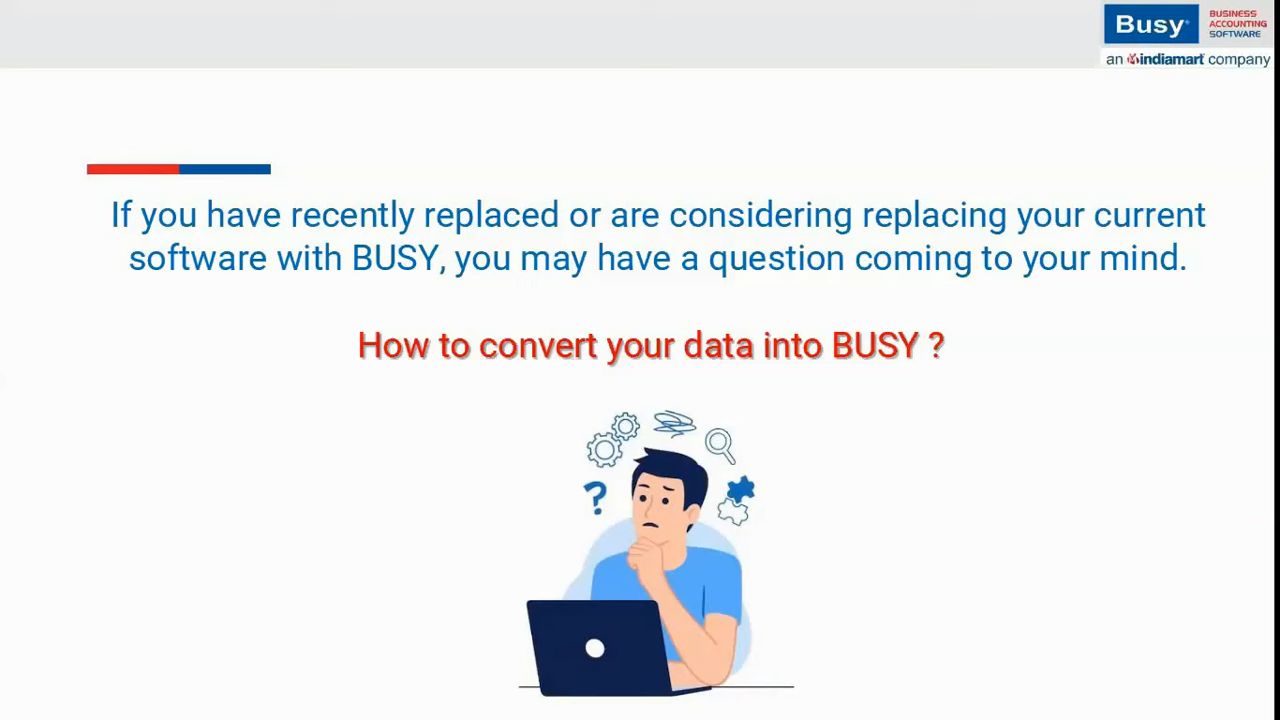 Busy
BUSINESS
ACCOUNTING
SOFTWARE
an indiamart company
If you have recently replaced or are considering replacing your current
software with BUSY, you may have a question coming to your mind.
How to convert your data into BUSY ?
?